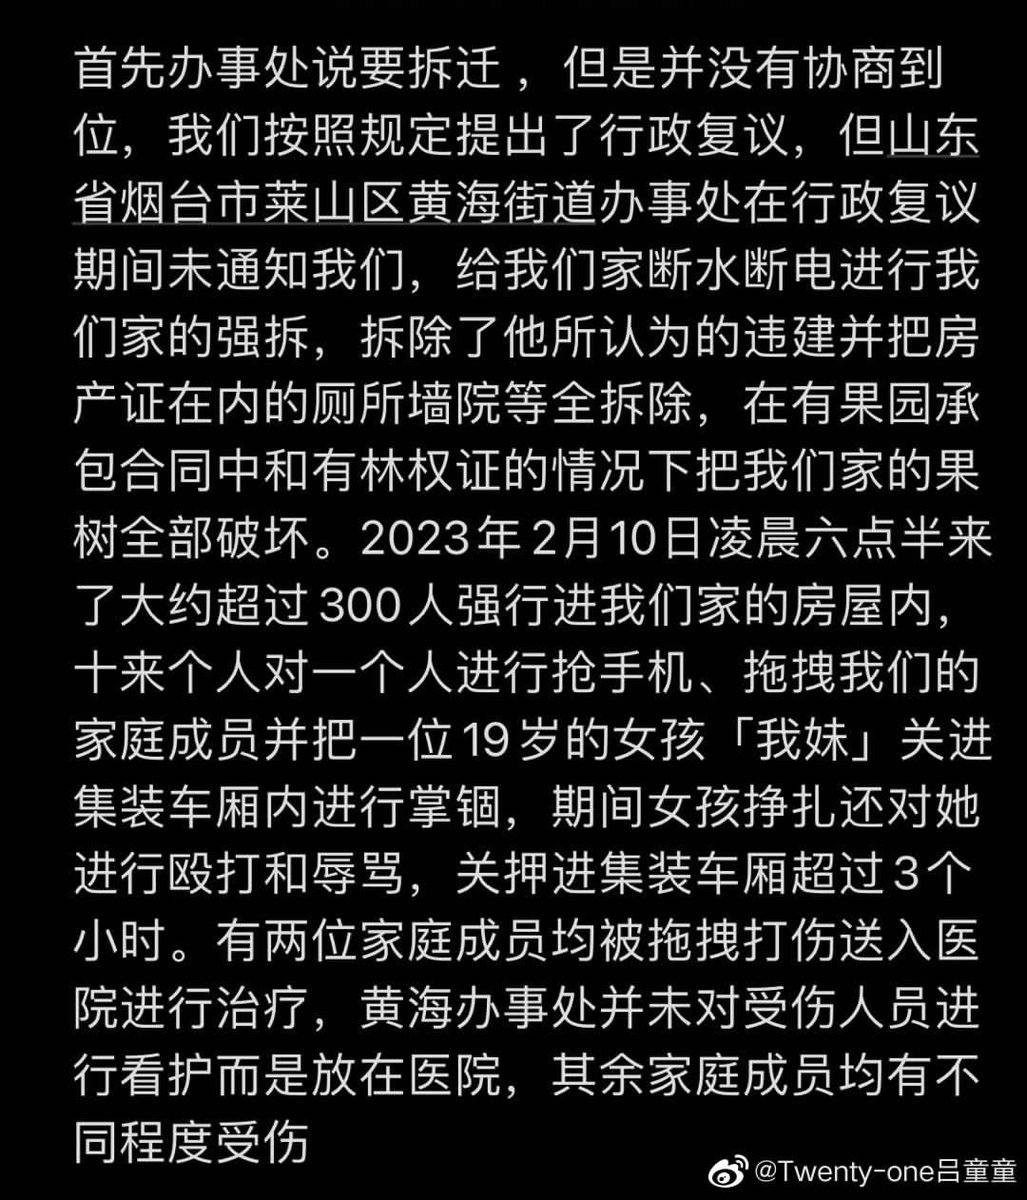 首先办事处说要拆迁，但是并没有协商到
位，我们按照规定提出了行政复议，但山东
省烟台市莱山区黄海街道办事处在行政复议
期间未通知我们，给我们家断水断电进行我
们家的强拆，拆除了他所认为的违建并把房
产证在内的厕所墙院等全拆除，在有果园承
包合同中和有林权证的情况下把我们家的果
树全部破坏。2023年2月10日凌晨六点半来
了大约超过300人强行进我们家的房屋内，
十来个人对一个人进行抢手机、拖拽我们的
家庭成员并把一位19岁的女孩「我妹」关进
集装车厢内进行掌锢，期间女孩挣扎还对她
进行殴打和辱骂，关押进集装车厢超过3个
小时。有两位家庭成员均被拖拽打伤送入医
院进行治疗，黄海办事处并未对受伤人员进
行看护而是放在医院，其余家庭成员均有不
同程度受伤
@Twenty-one吕童童